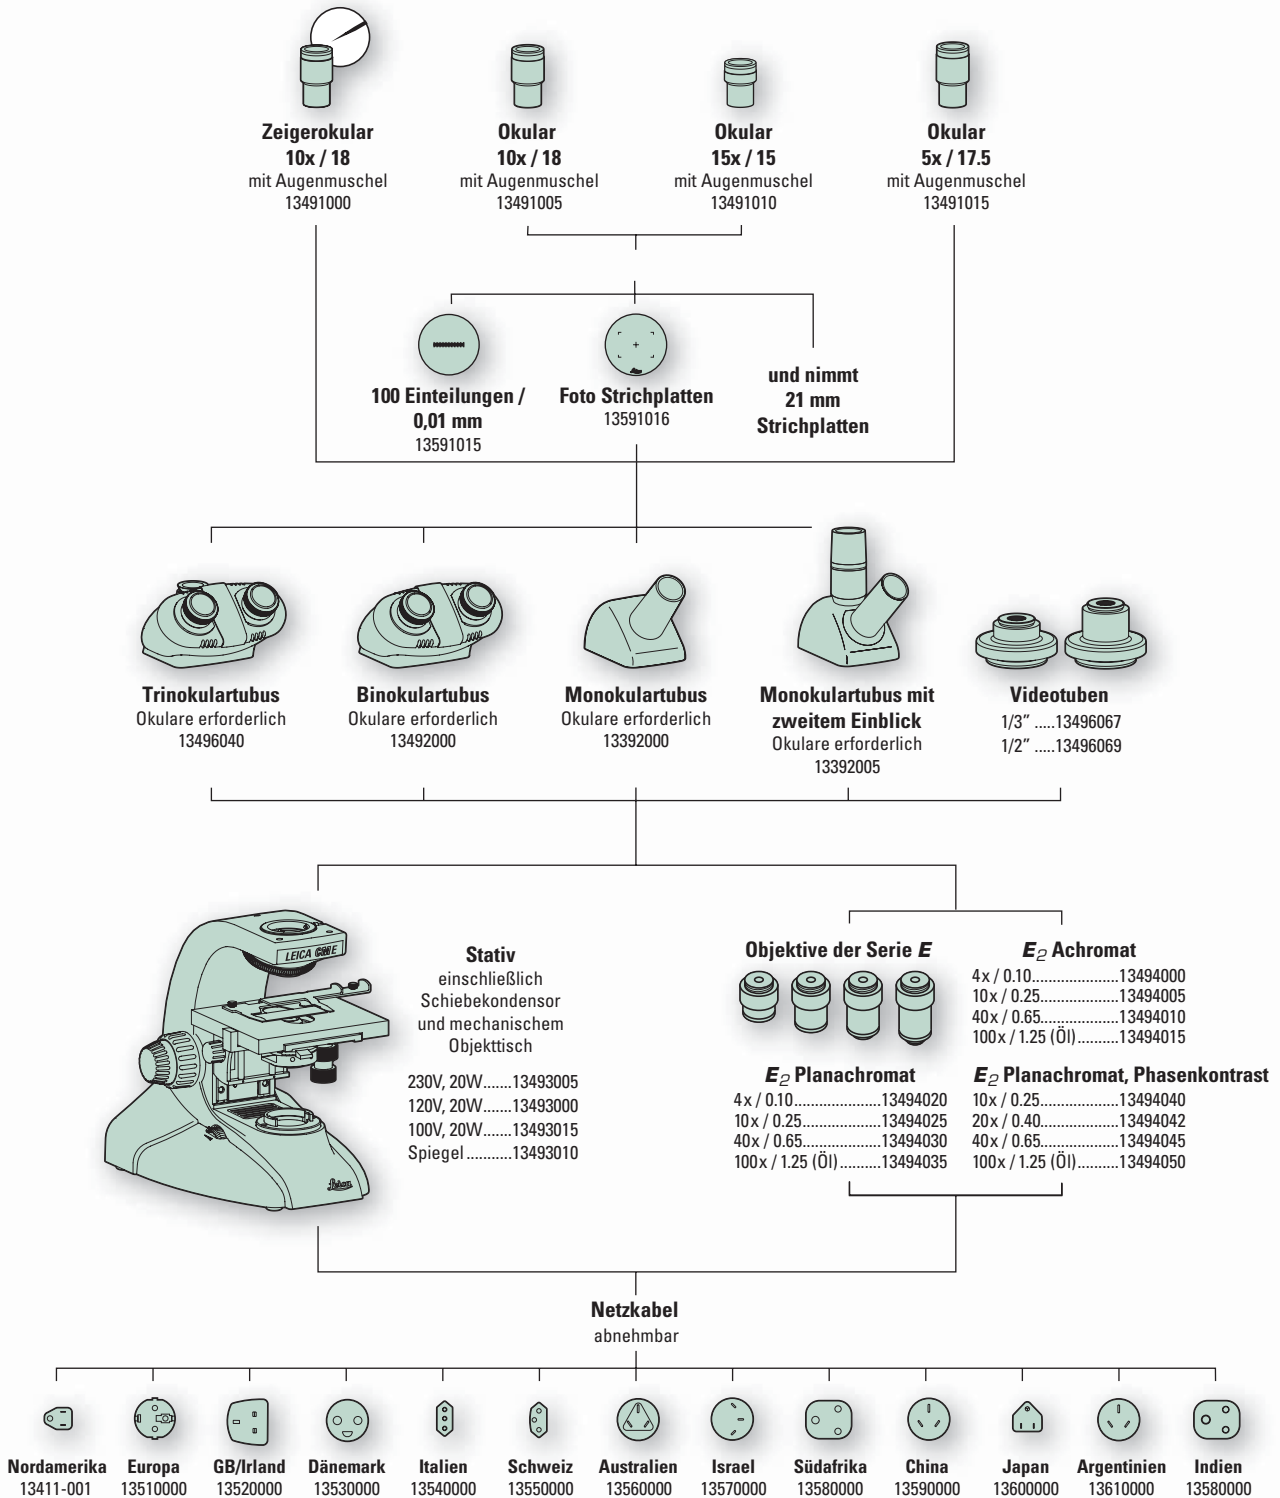 Zeigerokular
10x / 18
mit Augenmuschel
13491000
Okular
10x / 18
mit Augenmuschel
13491005
Okular
15x / 15
mit Augenmuschel
13491010
Okular
5x / 17.5
mit Augenmuschel
13491015
100 Einteilungen /
0,01 mm
13591015
Foto Strichplatten
13591016
und nimmt
21 mm
Strichplatten
Trinokulartubus
Okulare erforderlich
13496040
Binokulartubus
Okulare erforderlich
13492000
Monokulartubus
Okulare erforderlich
13392000
Monokulartubus mit
zweitem Einblick
Okulare erforderlich
13392005
Videotuben
1/3" .....13496067
1/2" .....13496069
LEICA CME
Leica
Stativ
einschließlich
Schiebekondensor
und mechanischem
Objekttisch
230V, 20W.......13493005
120V, 20W.......13493000
100V, 20W.......13493015
Spiegel ...........13493010
Objektive der Serie E
E2 Achromat
4x / 0.10.....................13494000
10x / 0.25...................13494005
40x / 0.65...................13494010
100x / 1.25 (Öl)..........13494015
E2 Planachromat
4x / 0.10.....................13494020
10x / 0.25...................13494025
40x / 0.65...................13494030
100x / 1.25 (Öl)..........13494035
E2 Planachromat, Phasenkontrast
10x / 0.25...................13494040
20x / 0.40...................13494042
40x / 0.65...................13494045
100x / 1.25 (Öl)..........13494050
Netzkabel
abnehmbar
Nordamerika
13411-001
Europa
13510000
GB/Irland
13520000
Dänemark
13530000
Italien
13540000
Schweiz
13550000
Australien
13560000
Israel
13570000
Südafrika
13580000
China
13590000
Japan
13600000
Argentinien
13610000
Indien
13580000